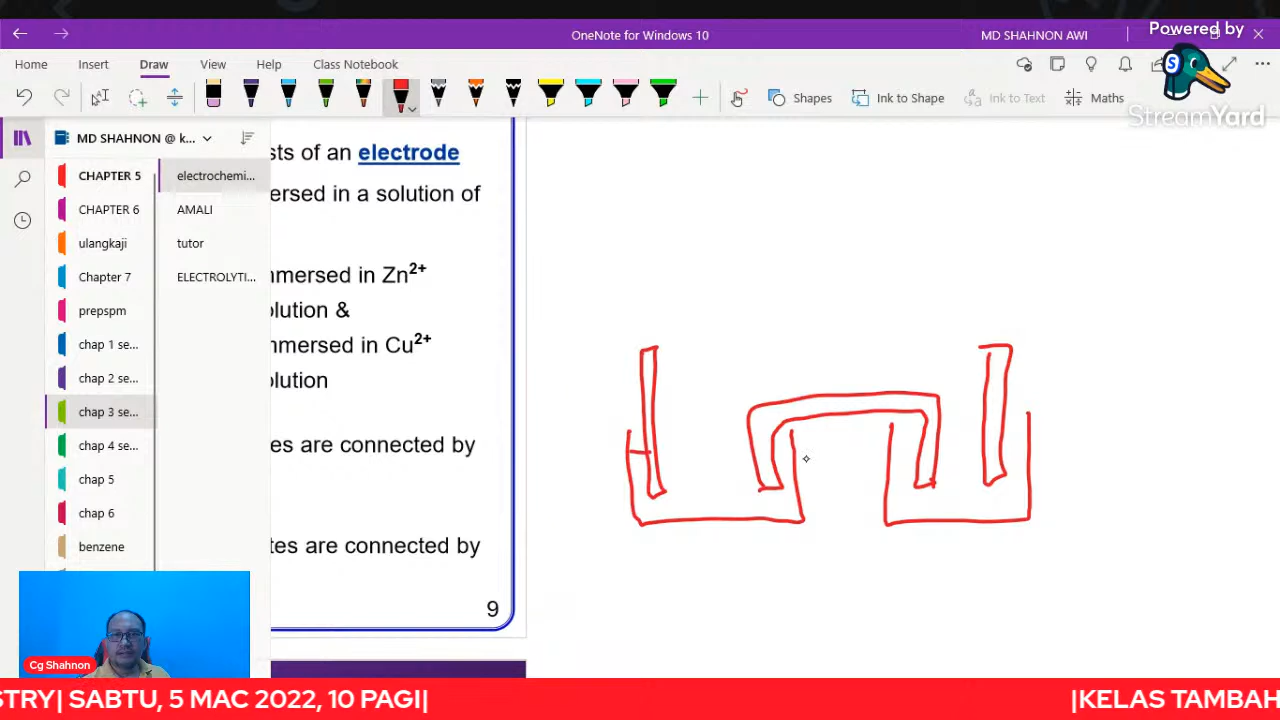 Powered by
OneNote for Windows 10
MD SHAHNON AWI
StreamYard
Home
Insert
Draw
View
Help
Class Notebook
Shapes
Ink to Shape
Ink to Text
Maths
MD SHAHNON @ k...
CHAPTER 5
CHAPTER 6
ulangkaji
Chapter 7
prepspm
chap 1 se...
chap 2 se...
chap 3 se...
chap 4 se...
chap 5
chap 6
benzene
electrochemi...
AMALI
tutor
ELECTROLYTI...
sts of an electrode
ersed in a solution of
mersed in Zn²⁺
olution &
mersed in Cu²⁺
olution
es are connected by
tes are connected by
9
Cg Shahnon
STRY| SABTU, 5 MAC 2022, 10 PAGI| |KELAS TAMBAH